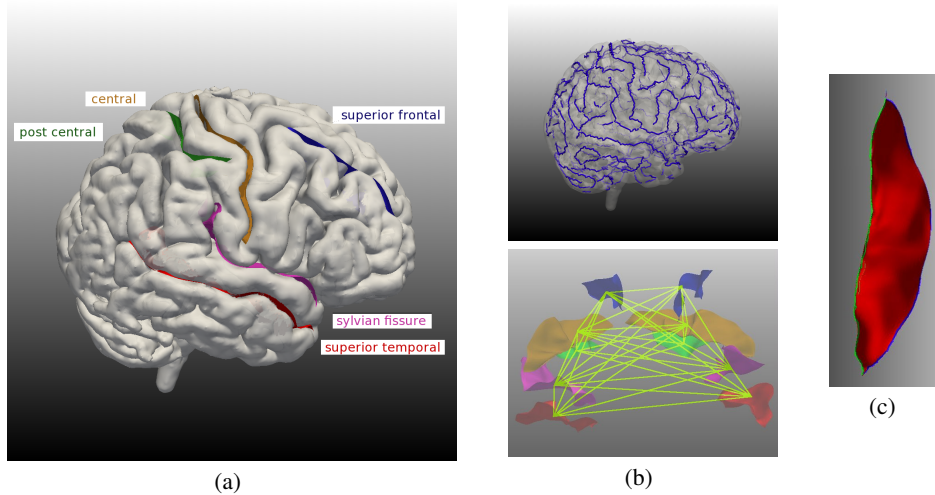 central
superior frontal
post central
sylvian fissure
superior temporal
(a)
(b)
(c)